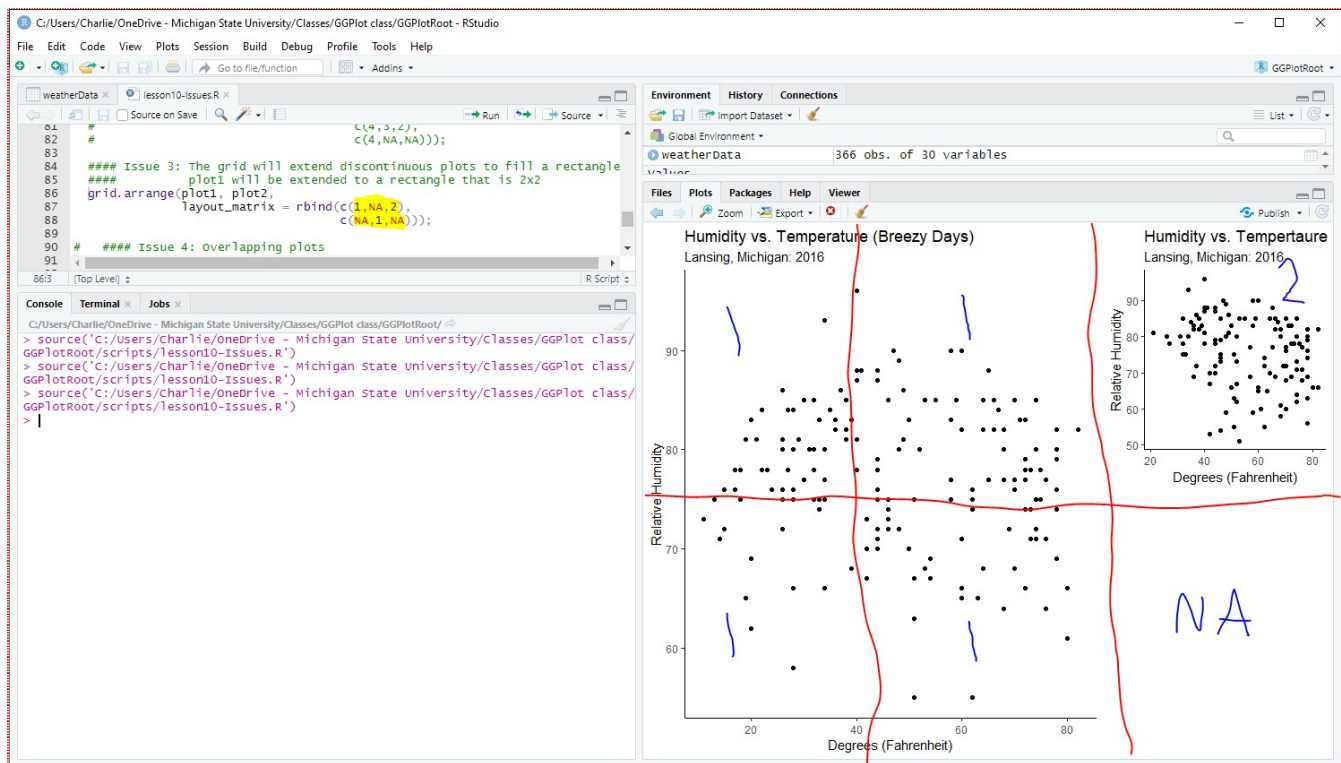 C:/Users/Charlie/OneDrive - Michigan State University/Classes/GGPlot class/GGPlotRoot - RStudio
File Edit Code View Plots Session Build Debug Profile Tools Help
Go to file/function Addins GGPlotRoot
weatherData lesson10-Issues.R
Source on Save Run Source
81 # c(4,3,2),
82 # c(4,NA,NA)));
83
84 #### Issue 3: The grid will extend discontinuous plots to fill a rectangle
85 #### plot1 will be extended to a rectangle that is 2x2
86 grid.arrange(plot1, plot2,
87 layout_matrix = rbind(c(1,NA,2),
88 c(NA,1,NA)));
89
90 # #### Issue 4: Overlapping plots
91
86:3 (Top Level) R Script
Console Terminal Jobs
C:/Users/Charlie/OneDrive - Michigan State University/Classes/GGPlot class/GGPlotRoot/
> source('C:/Users/Charlie/OneDrive - Michigan State University/Classes/GGPlot class/
GGPlotRoot/scripts/lesson10-Issues.R')
> source('C:/Users/Charlie/OneDrive - Michigan State University/Classes/GGPlot class/
GGPlotRoot/scripts/lesson10-Issues.R')
> source('C:/Users/Charlie/OneDrive - Michigan State University/Classes/GGPlot class/
GGPlotRoot/scripts/lesson10-Issues.R')
>
Environment History Connections
Import Dataset List
Global Environment
weatherData 366 obs. of 30 variables
values
Files Plots Packages Help Viewer
Zoom Export Publish
Humidity vs. Temperature (Breezy Days)
Lansing, Michigan: 2016
90
80
70
60
Relative Humidity
20 40 60 80
Degrees (Fahrenheit)
1 1
1 1
Humidity vs. Tempertaure
Lansing, Michigan: 2016
2
90
80
70
60
50
Relative Humidity
20 40 60 80
Degrees (Fahrenheit)
NA